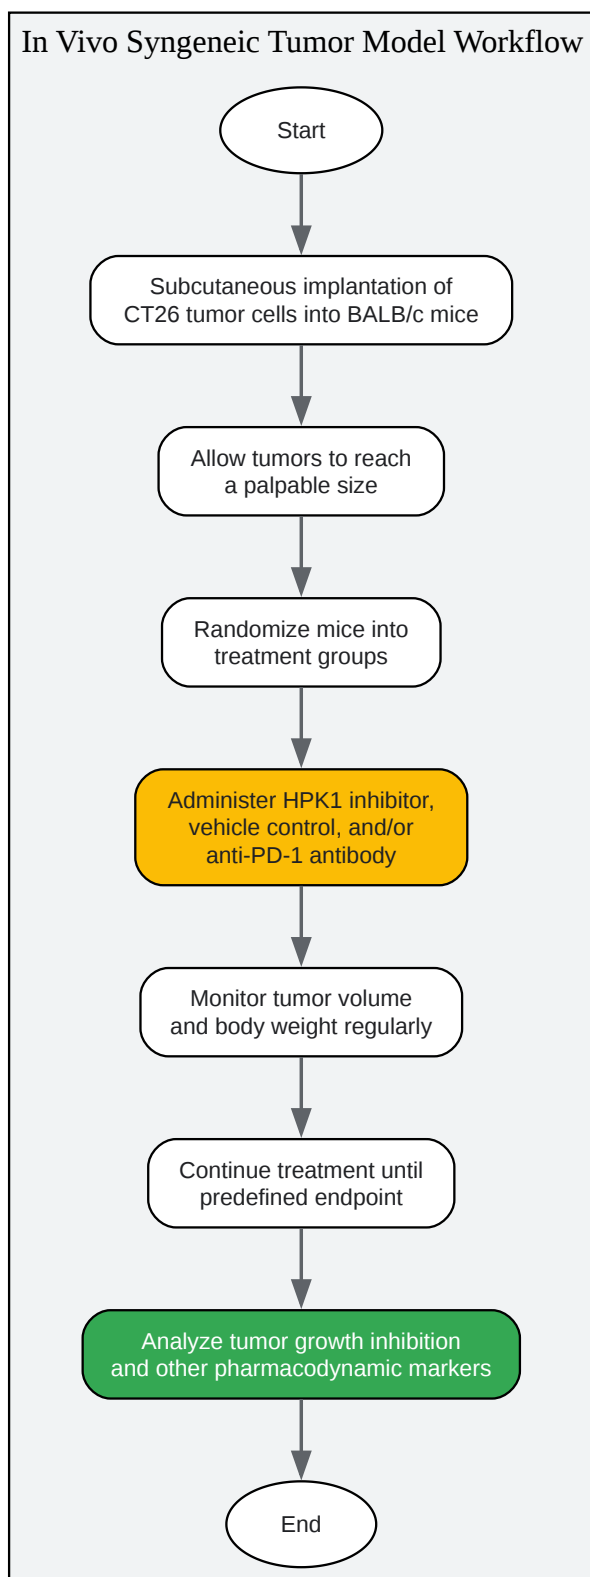 In Vivo Syngeneic Tumor Model Workflow
Start
Subcutaneous implantation of
CT26 tumor cells into BALB/c mice
Allow tumors to reach
a palpable size
Randomize mice into
treatment groups
Administer HPK1 inhibitor,
vehicle control, and/or
anti-PD-1 antibody
Monitor tumor volume
and body weight regularly
Continue treatment until
predefined endpoint
Analyze tumor growth inhibition
and other pharmacodynamic markers
End